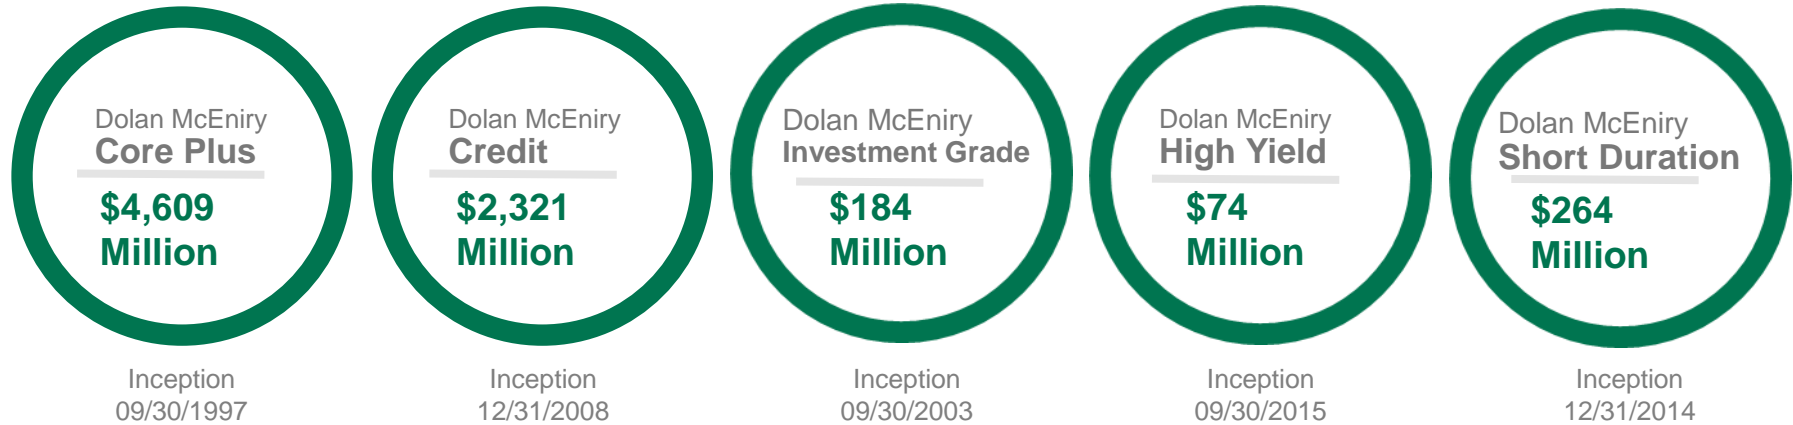 Dolan McEniry
Core Plus
$4,609
Million
Inception
09/30/1997
Dolan McEniry
Credit
$2,321
Million
Inception
12/31/2008
Dolan McEniry
Investment Grade
$184
Million
Inception
09/30/2003
Dolan McEniry
High Yield
$74
Million
Inception
09/30/2015
Dolan McEniry
Short Duration
$264
Million
Inception
12/31/2014